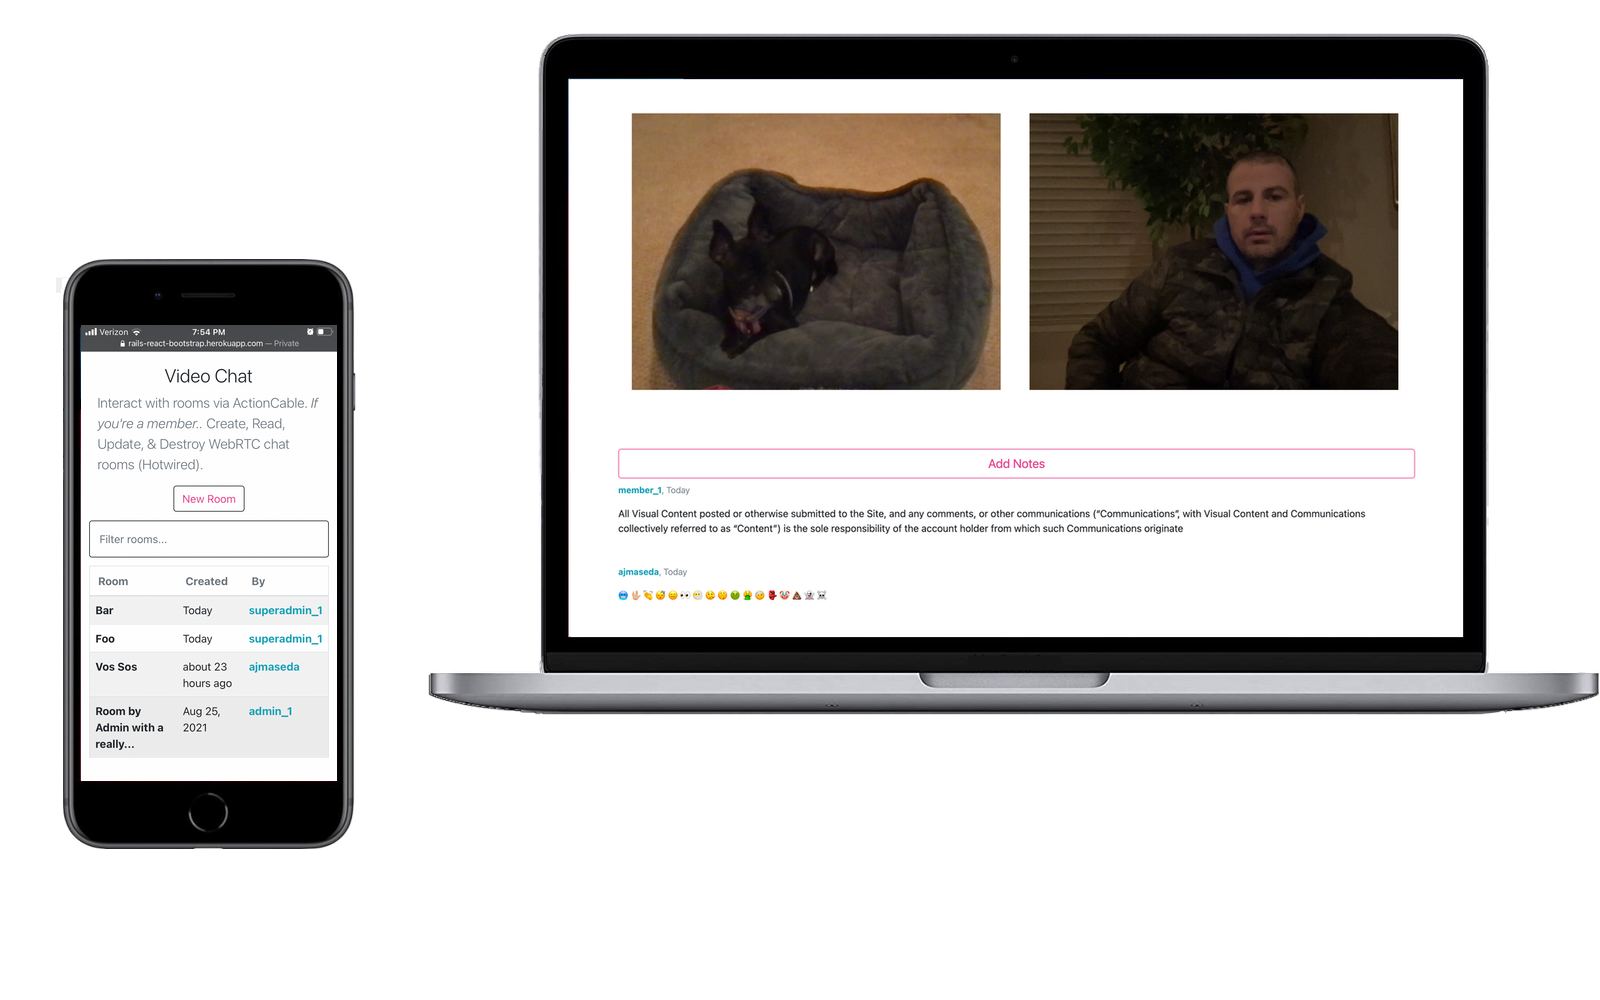 Verizon
7:54 PM
rails-react-bootstrap.herokuapp.com — Private
Video Chat
Interact with rooms via ActionCable. If
you're a member.. Create, Read,
Update, & Destroy WebRTC chat
rooms (Hotwired).
New Room
Filter rooms...
Room Created By
Bar Today superadmin_1
Foo Today superadmin_1
Vos Sos about 23 ajmaseda
hours ago
Room by Aug 25, admin_1
Admin with a 2021
really...
Add Notes
member_1, Today
All Visual Content posted or otherwise submitted to the Site, and any comments, or other communications (“Communications”, with Visual Content and Communications
collectively referred to as “Content”) is the sole responsibility of the account holder from which such Communications originate
ajmaseda, Today